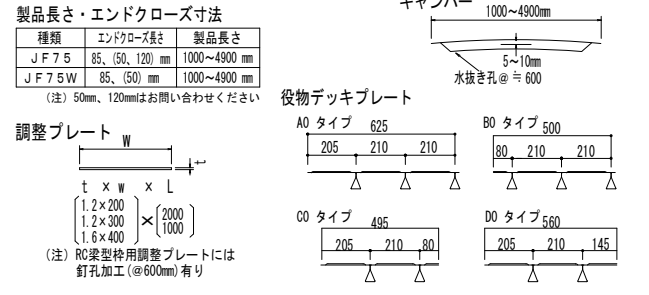 製品長さ・エンドクローズ寸法
種類 エンドクローズ長さ 製品長さ
JF75 85、(50、120) mm 1000~4900 mm
JF75W 85、(50) mm 1000~4900 mm
(注) 50mm、120mmはお問い合わせください
調整プレート
W
t
t × w × L
1.2×200
1.2×300
1.6×400
×
2000
1000
(注) RC梁型枠用調整プレートには
釘孔加工(@600mm)有り
キャンバー
1000~4900mm
5~10mm
水抜き孔@≒600
役物デッキプレート
AO タイプ 625
205 210 210
BO タイプ 500
80 210 210
CO タイプ 495
205 210 80
DO タイプ 560
205 210 145